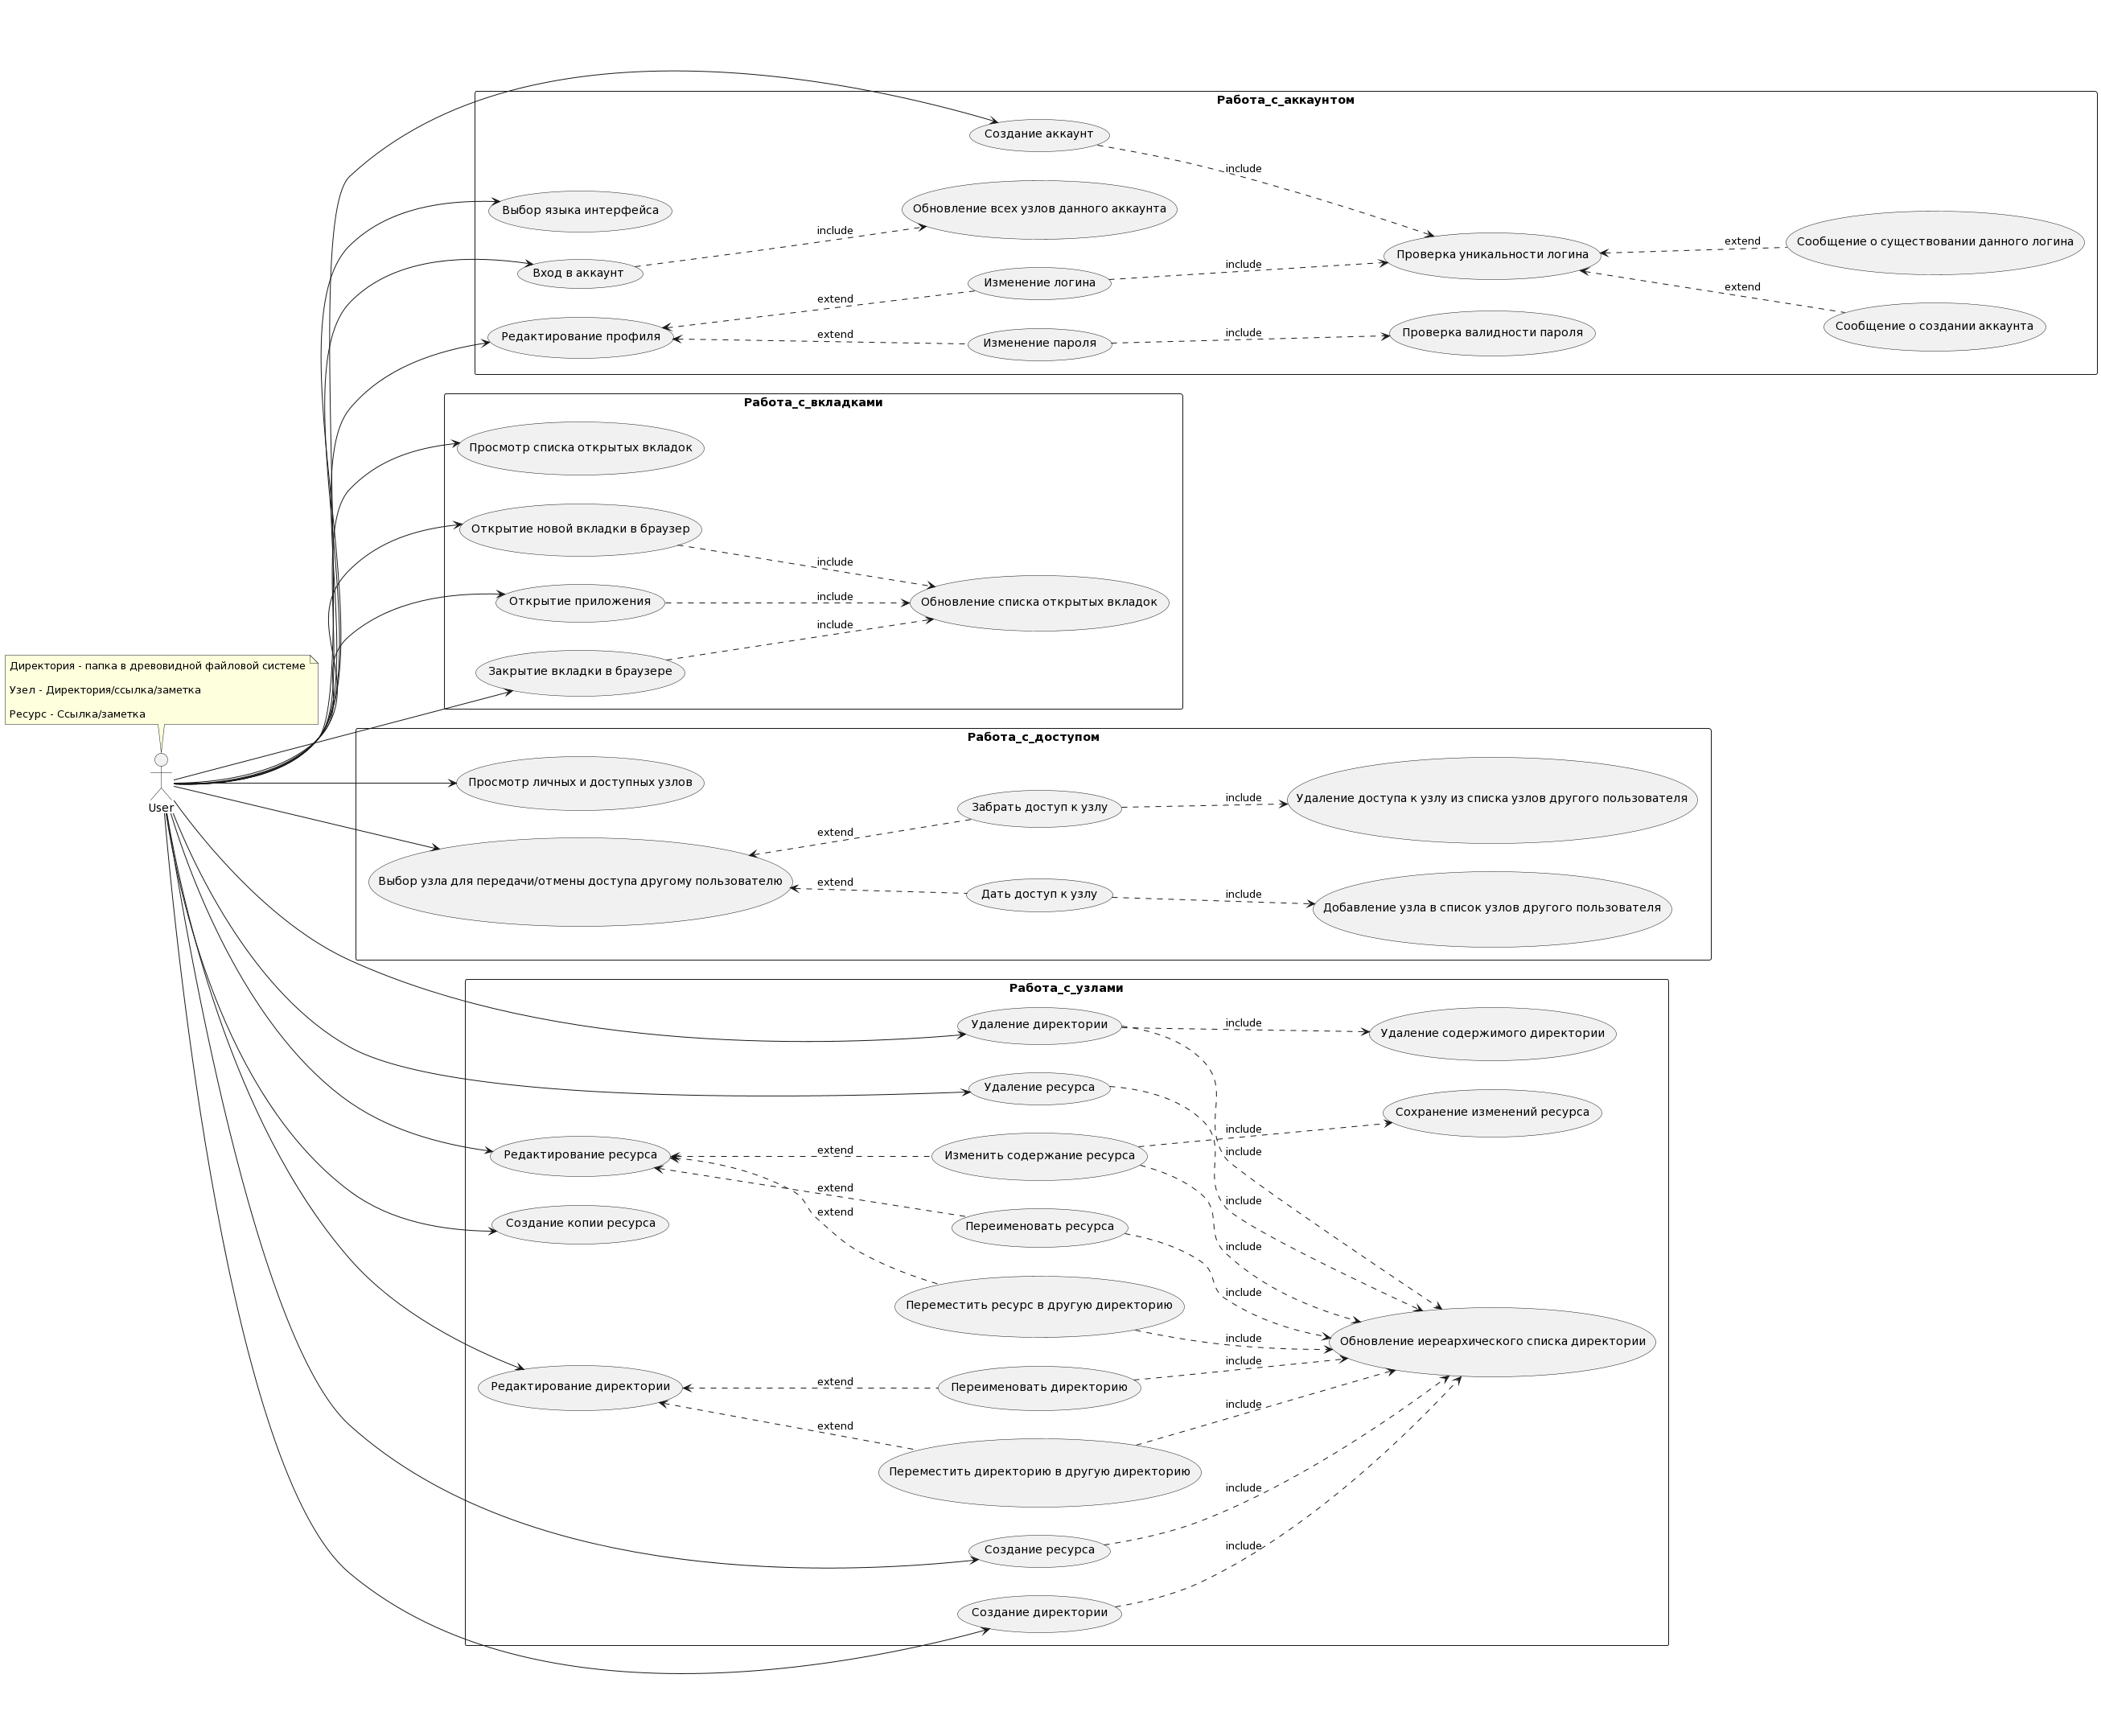 Работа_с_аккаунтом
Создание аккаунт
include
Выбор языка интерфейса
Обновление всех узлов данного аккаунта
include
Вход в аккаунт
Проверка уникальности логина
extend
Сообщение о существовании данного логина
include
Изменение логина
extend
extend
Сообщение о создании аккаунта
Редактирование профиля
extend
Изменение пароля
include
Проверка валидности пароля
Работа_с_вкладками
Просмотр списка открытых вкладок
Открытие новой вкладки в браузер
include
Открытие приложения
include
Обновление списка открытых вкладок
include
Закрытие вкладки в браузере
Директория - папка в древовидной файловой системе
Узел - Директория/ссылка/заметка
Ресурс - Ссылка/заметка
User
Работа_с_доступом
Просмотр личных и доступных узлов
Забрать доступ к узлу
include
Удаление доступа к узлу из списка узлов другого пользователя
extend
Выбор узла для передачи/отмены доступа другому пользователю
extend
Дать доступ к узлу
include
Добавление узла в список узлов другого пользователя
Работа_с_узлами
Удаление директории
include
Удаление содержимого директории
Удаление ресурса
Сохранение изменений ресурса
include
include
Редактирование ресурса
extend
Изменить содержание ресурса
extend
include
extend
Создание копии ресурса
Переименовать ресурса
include
include
Переместить ресурс в другую директорию
include
Обновление иереархического списка директории
include
Редактирование директории
extend
Переименовать директорию
include
extend
Переместить директорию в другую директорию
include
Создание ресурса
include
Создание директории